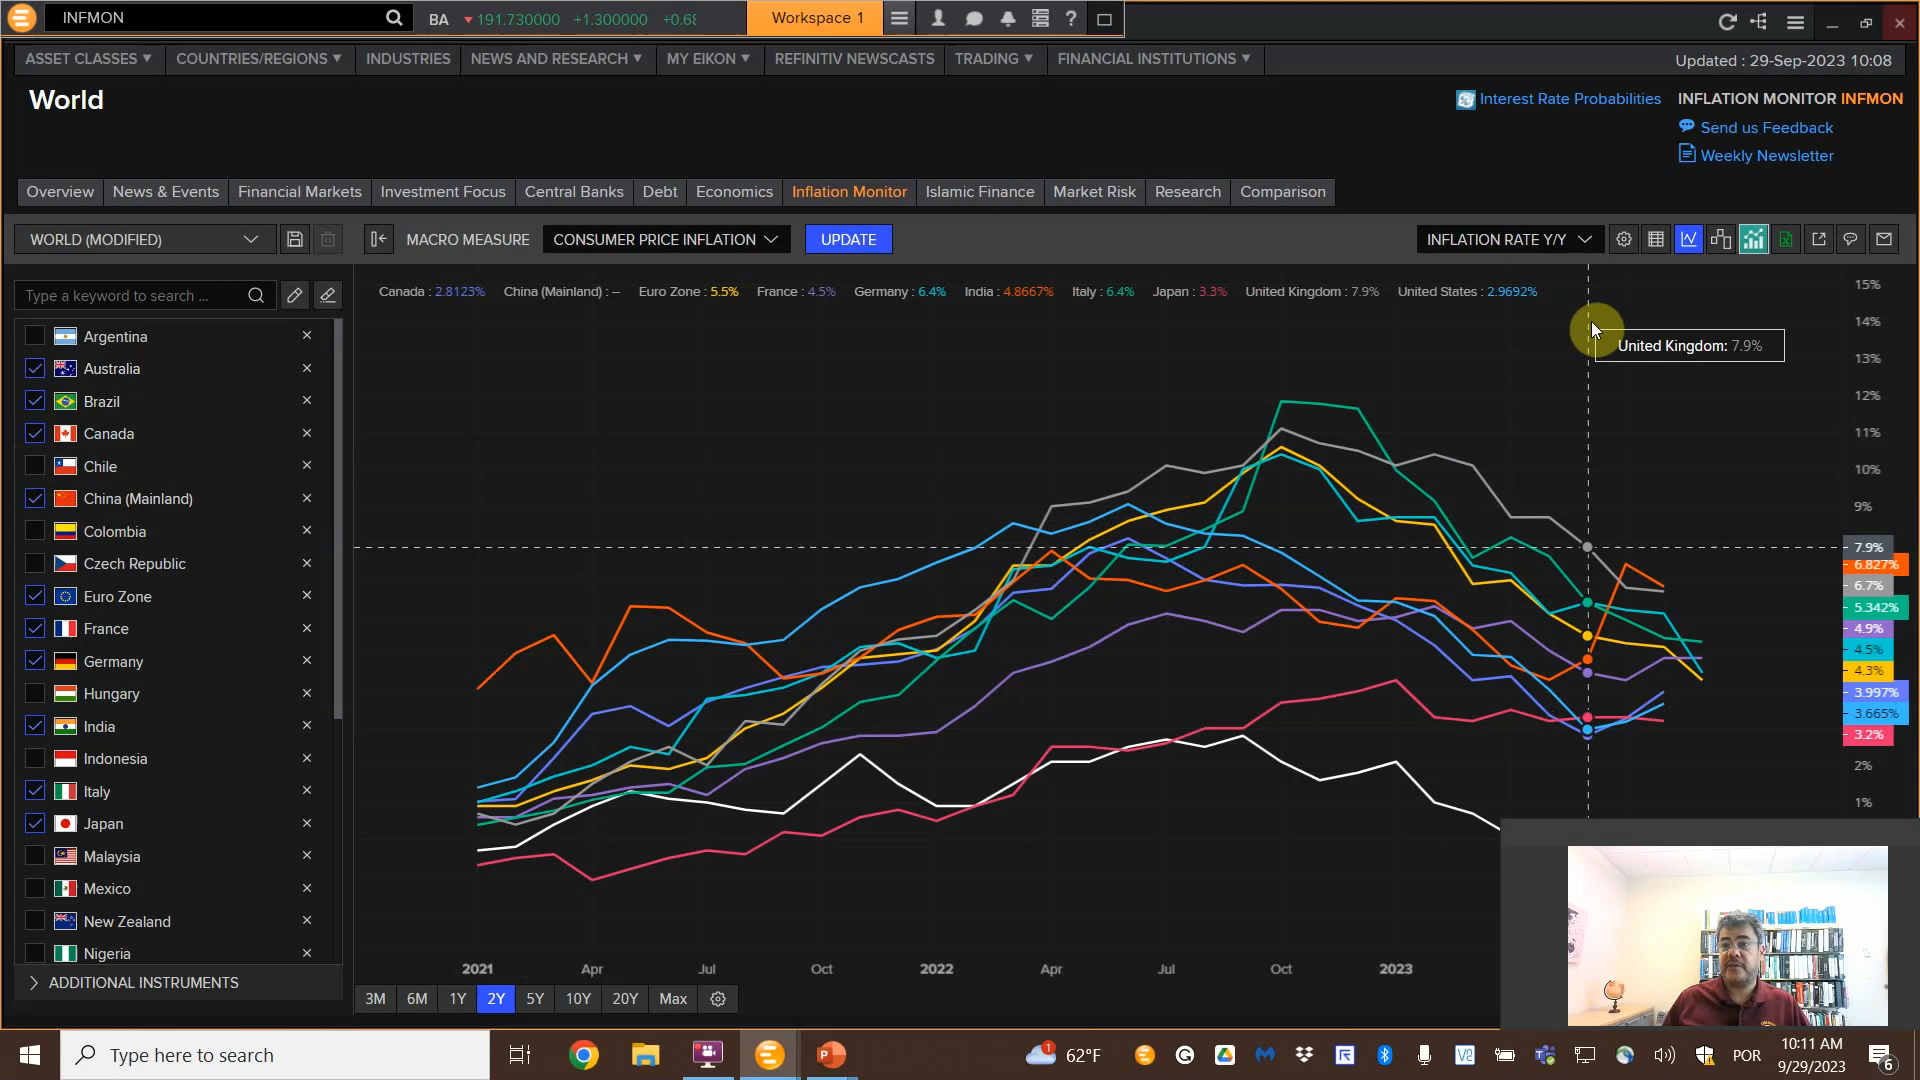 INFMON
BA 191.730000 +1.300000 +0.68
Workspace 1
?
ASSET CLASSES COUNTRIES/REGIONS INDUSTRIES NEWS AND RESEARCH MY EIKON REFINITIV NEWSCASTS TRADING FINANCIAL INSTITUTIONS
Updated : 29-Sep-2023 10:08
World
Interest Rate Probabilities
INFLATION MONITOR INFMON
Send us Feedback
Weekly Newsletter
Overview News & Events Financial Markets Investment Focus Central Banks Debt Economics Inflation Monitor Islamic Finance Market Risk Research Comparison
WORLD (MODIFIED)
MACRO MEASURE CONSUMER PRICE INFLATION UPDATE
INFLATION RATE Y/Y
Type a keyword to search ...
Argentina
Australia
Brazil
Canada
Chile
China (Mainland)
Colombia
Czech Republic
Euro Zone
France
Germany
Hungary
India
Indonesia
Italy
Japan
Malaysia
Mexico
New Zealand
Nigeria
ADDITIONAL INSTRUMENTS
Canada : 2.8123% China (Mainland) : -- Euro Zone : 5.5% France : 4.5% Germany : 6.4% India : 4.8667% Italy : 6.4% Japan : 3.3% United Kingdom : 7.9% United States : 2.9692%
United Kingdom: 7.9%
15%
14%
13%
12%
11%
10%
9%
7.9%
6.827%
6.7%
5.342%
4.9%
4.5%
4.3%
3.997%
3.665%
3.2%
2%
1%
2021 Apr Jul Oct 2022 Apr Jul Oct 2023
3M 6M 1Y 2Y 5Y 10Y 20Y Max
Type here to search
62°F
POR
10:11 AM
9/29/2023
6